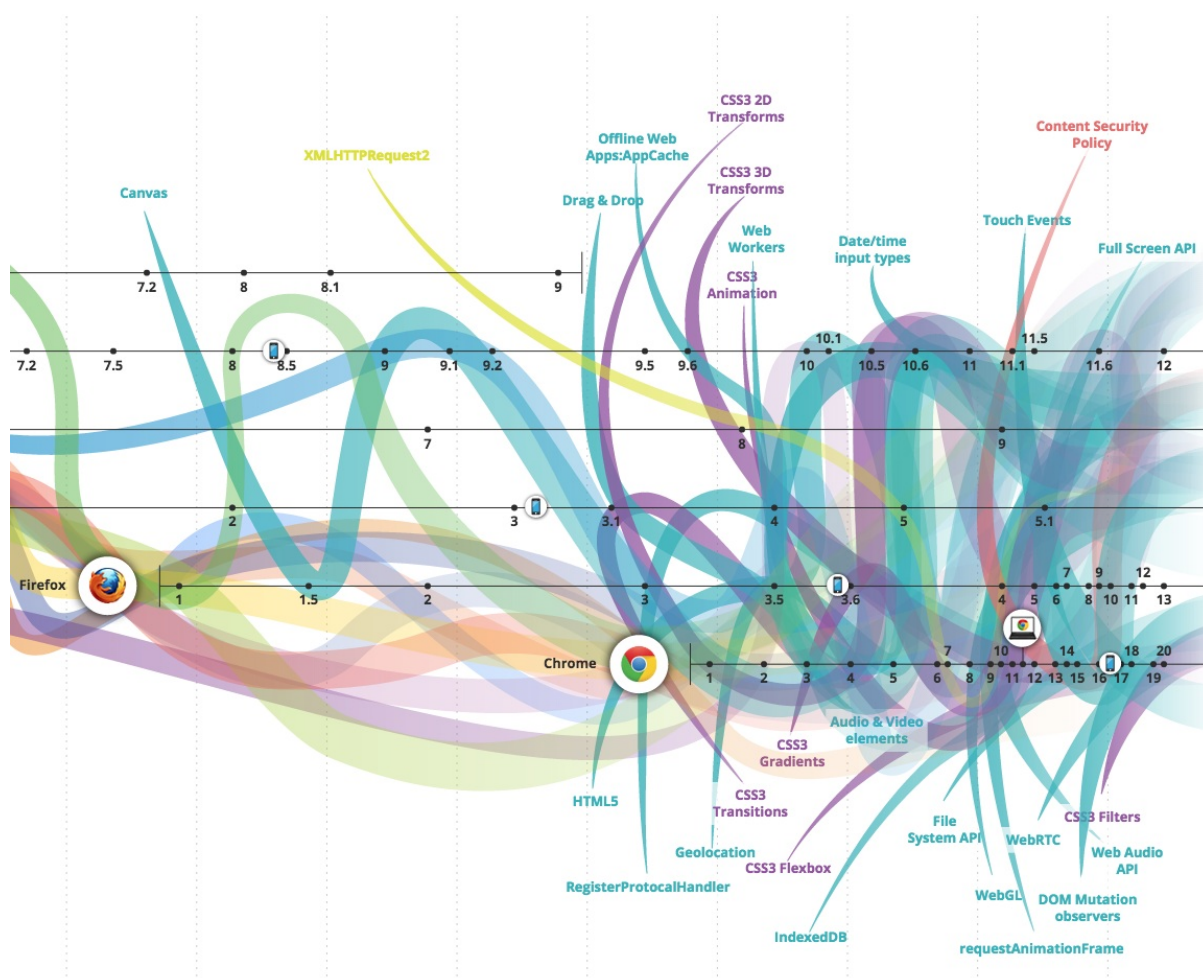 CSS3 2D
Transforms
Offline Web
Apps:AppCache
Content Security
Policy
XMLHTTPRequest2
CSS3 3D
Transforms
Canvas
Drag & Drop
Touch Events
Web
Workers
Date/time
input types
Full Screen API
CSS3
Animation
7.2 8 8.1 9
10.1 11.5
7.2 7.5 8 8.5 9 9.1 9.2 9.5 9.6 10 10.5 10.6 11 11.1 11.6 12
7 8 9
2 3 3.1 4 5 5.1
7 9 12
Firefox 1 1.5 2 3 3.5 3.6 4 5 6 8 10 11 13
7 10 14 18 20
Chrome 1 2 3 4 5 6 8 9 11 12 13 15 16 17 19
Audio & Video
elements
CSS3
Gradients
HTML5
CSS3
Transitions
CSS3 Filters
File
System API
WebRTC
Geolocation
Web Audio
API
CSS3 Flexbox
RegisterProtocalHandler
WebGL
DOM Mutation
observers
IndexedDB
requestAnimationFrame